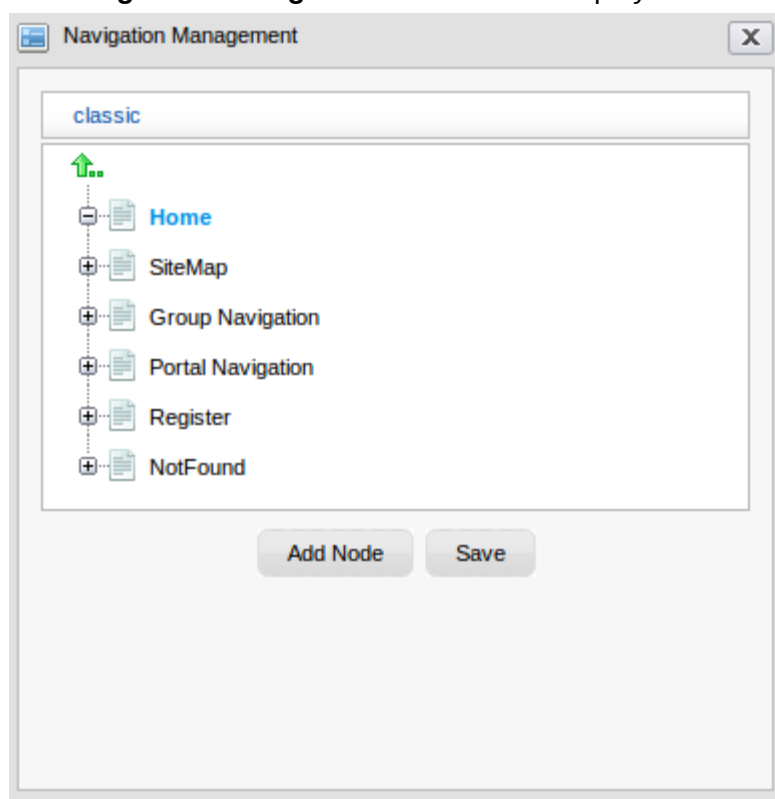 Navigation Management
classic
Home
SiteMap
Group Navigation
Portal Navigation
Register
NotFound
Add Node
Save